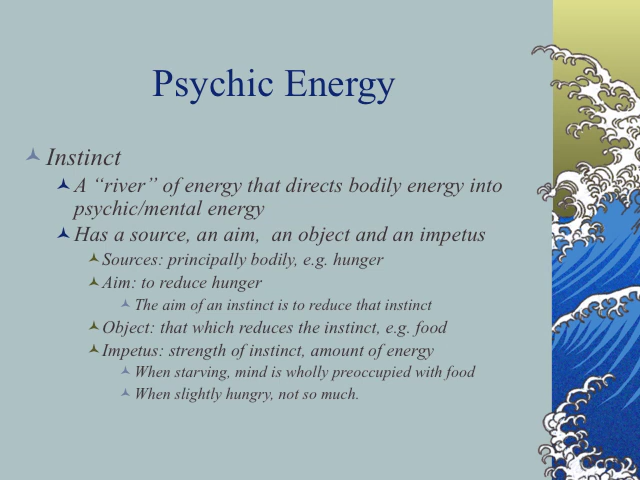 Psychic Energy
Instinct
A “river” of energy that directs bodily energy into
psychic/mental energy
Has a source, an aim,  an object and an impetus
Sources: principally bodily, e.g. hunger
Aim: to reduce hunger
The aim of an instinct is to reduce that instinct
Object: that which reduces the instinct, e.g. food
Impetus: strength of instinct, amount of energy
When starving, mind is wholly preoccupied with food
When slightly hungry, not so much.